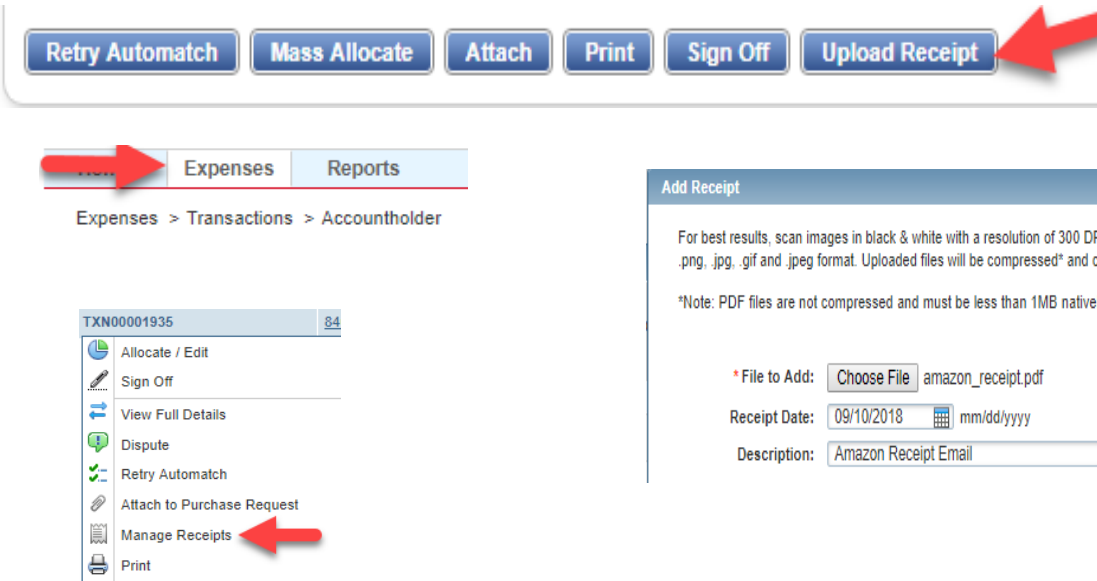 Retry Automatch Mass Allocate Attach Print Sign Off Upload Receipt
Expenses Reports
Expenses > Transactions > Accountholder
TXN00001935 84
Allocate / Edit
Sign Off
View Full Details
Dispute
Retry Automatch
Attach to Purchase Request
Manage Receipts
Print
Add Receipt
For best results, scan images in black & white with a resolution of 300
.png, .jpg, .gif and .jpeg format. Uploaded files will be compressed* and
*Note: PDF files are not compressed and must be less than 1MB native
*File to Add: Choose File amazon_receipt.pdf
Receipt Date: 09/10/2018 mm/dd/yyyy
Description: Amazon Receipt Email